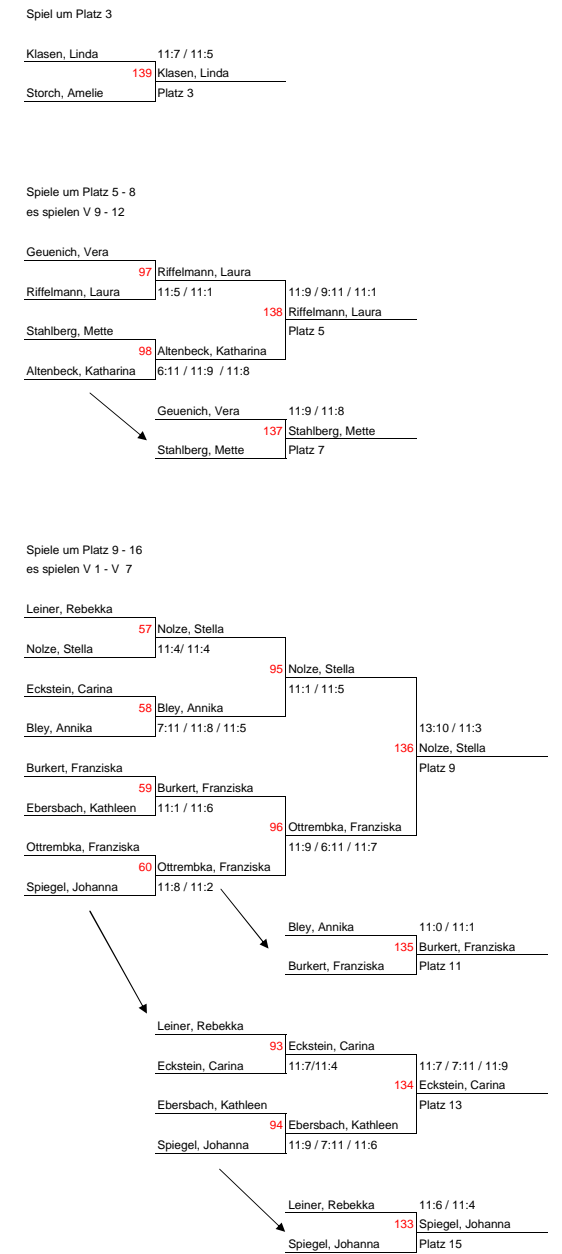 Spiel um Platz 3
Klasen, Linda 11:7 / 11:5
139 Klasen, Linda
Storch, Amelie Platz 3
Spiele um Platz 5 - 8
es spielen V 9 - 12
Geuenich, Vera
97 Riffelmann, Laura
Riffelmann, Laura 11:5 / 11:1 11:9 / 9:11 / 11:1
138 Riffelmann, Laura
Stahlberg, Mette Platz 5
98 Altenbeck, Katharina
Altenbeck, Katharina 6:11 / 11:9 / 11:8
Geuenich, Vera 11:9 / 11:8
137 Stahlberg, Mette
Stahlberg, Mette Platz 7
Spiele um Platz 9 - 16
es spielen V 1 - V 7
Leiner, Rebekka
57 Nolze, Stella
Nolze, Stella 11:4/ 11:4
95 Nolze, Stella
Eckstein, Carina 11:1 / 11:5
58 Bley, Annika
Bley, Annika 7:11 / 11:8 / 11:5 13:10 / 11:3
136 Nolze, Stella
Burkert, Franziska Platz 9
59 Burkert, Franziska
Ebersbach, Kathleen 11:1 / 11:6
96 Ottrembka, Franziska
Ottrembka, Franziska 11:9 / 6:11 / 11:7
60 Ottrembka, Franziska
Spiegel, Johanna 11:8 / 11:2
Bley, Annika 11:0 / 11:1
135 Burkert, Franziska
Burkert, Franziska Platz 11
Leiner, Rebekka
93 Eckstein, Carina
Eckstein, Carina 11:7/11:4 11:7 / 7:11 / 11:9
134 Eckstein, Carina
Ebersbach, Kathleen Platz 13
94 Ebersbach, Kathleen
Spiegel, Johanna 11:9 / 7:11 / 11:6
Leiner, Rebekka 11:6 / 11:4
133 Spiegel, Johanna
Spiegel, Johanna Platz 15